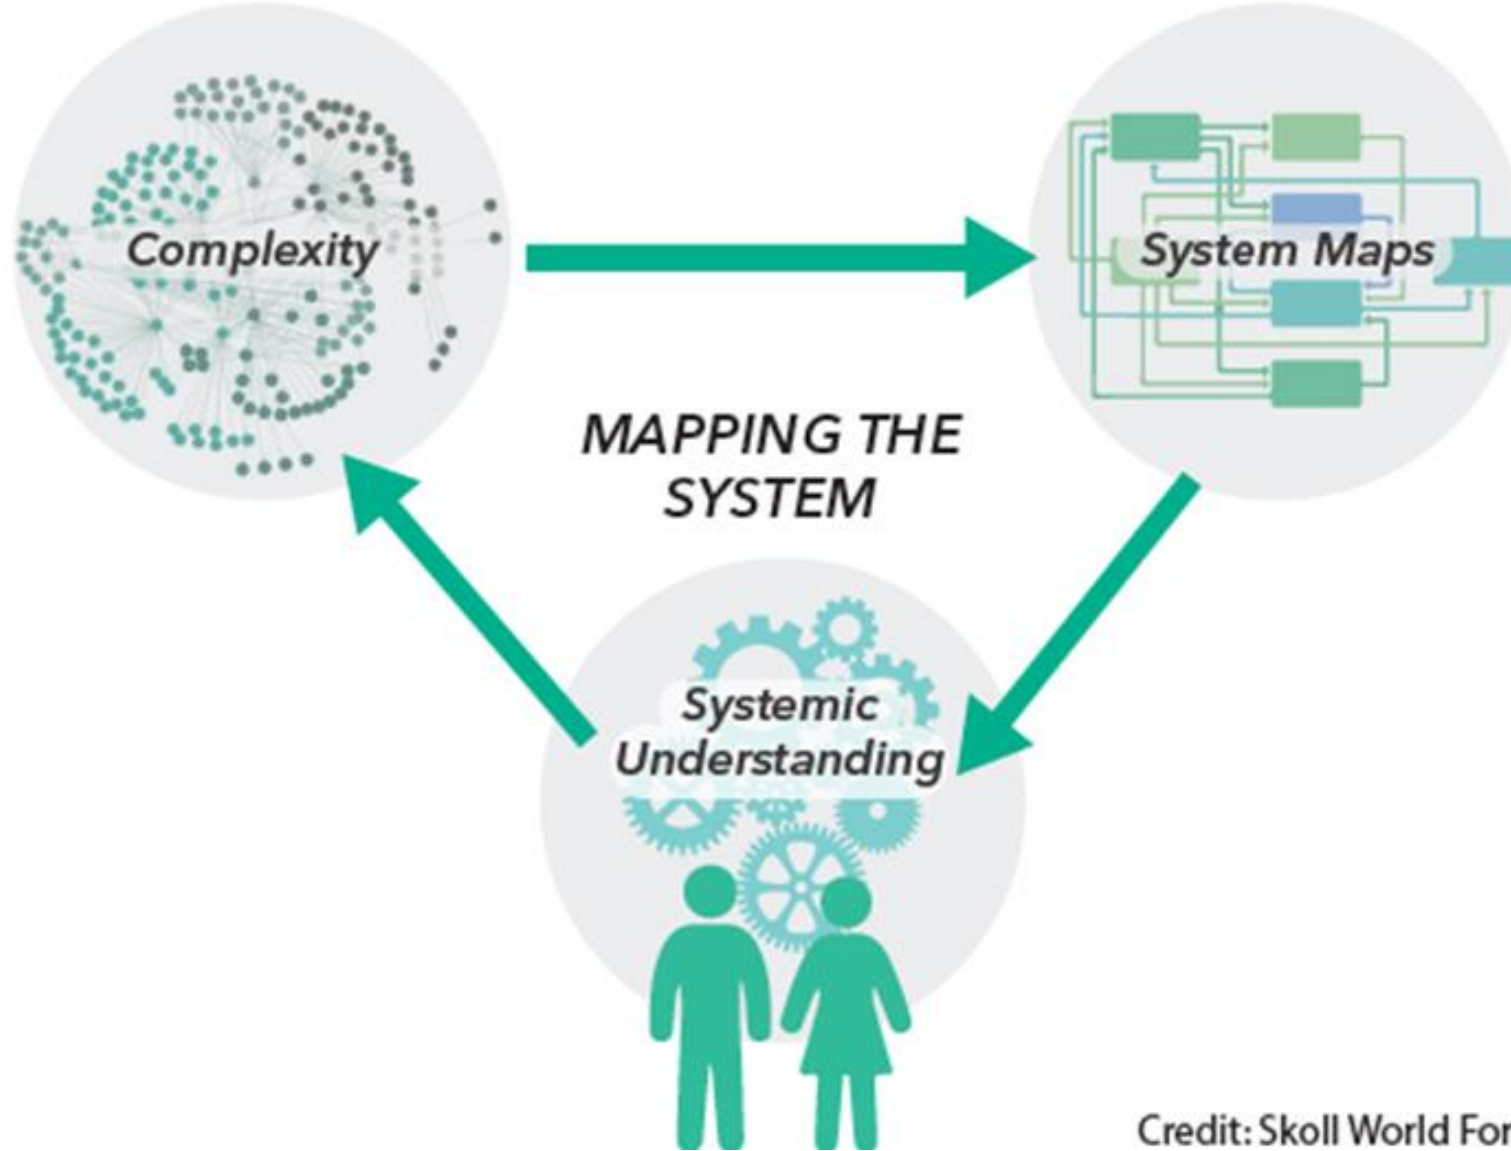 Complexity
System Maps
MAPPING THE
SYSTEM
Systemic
Understanding
Credit: Skoll World For